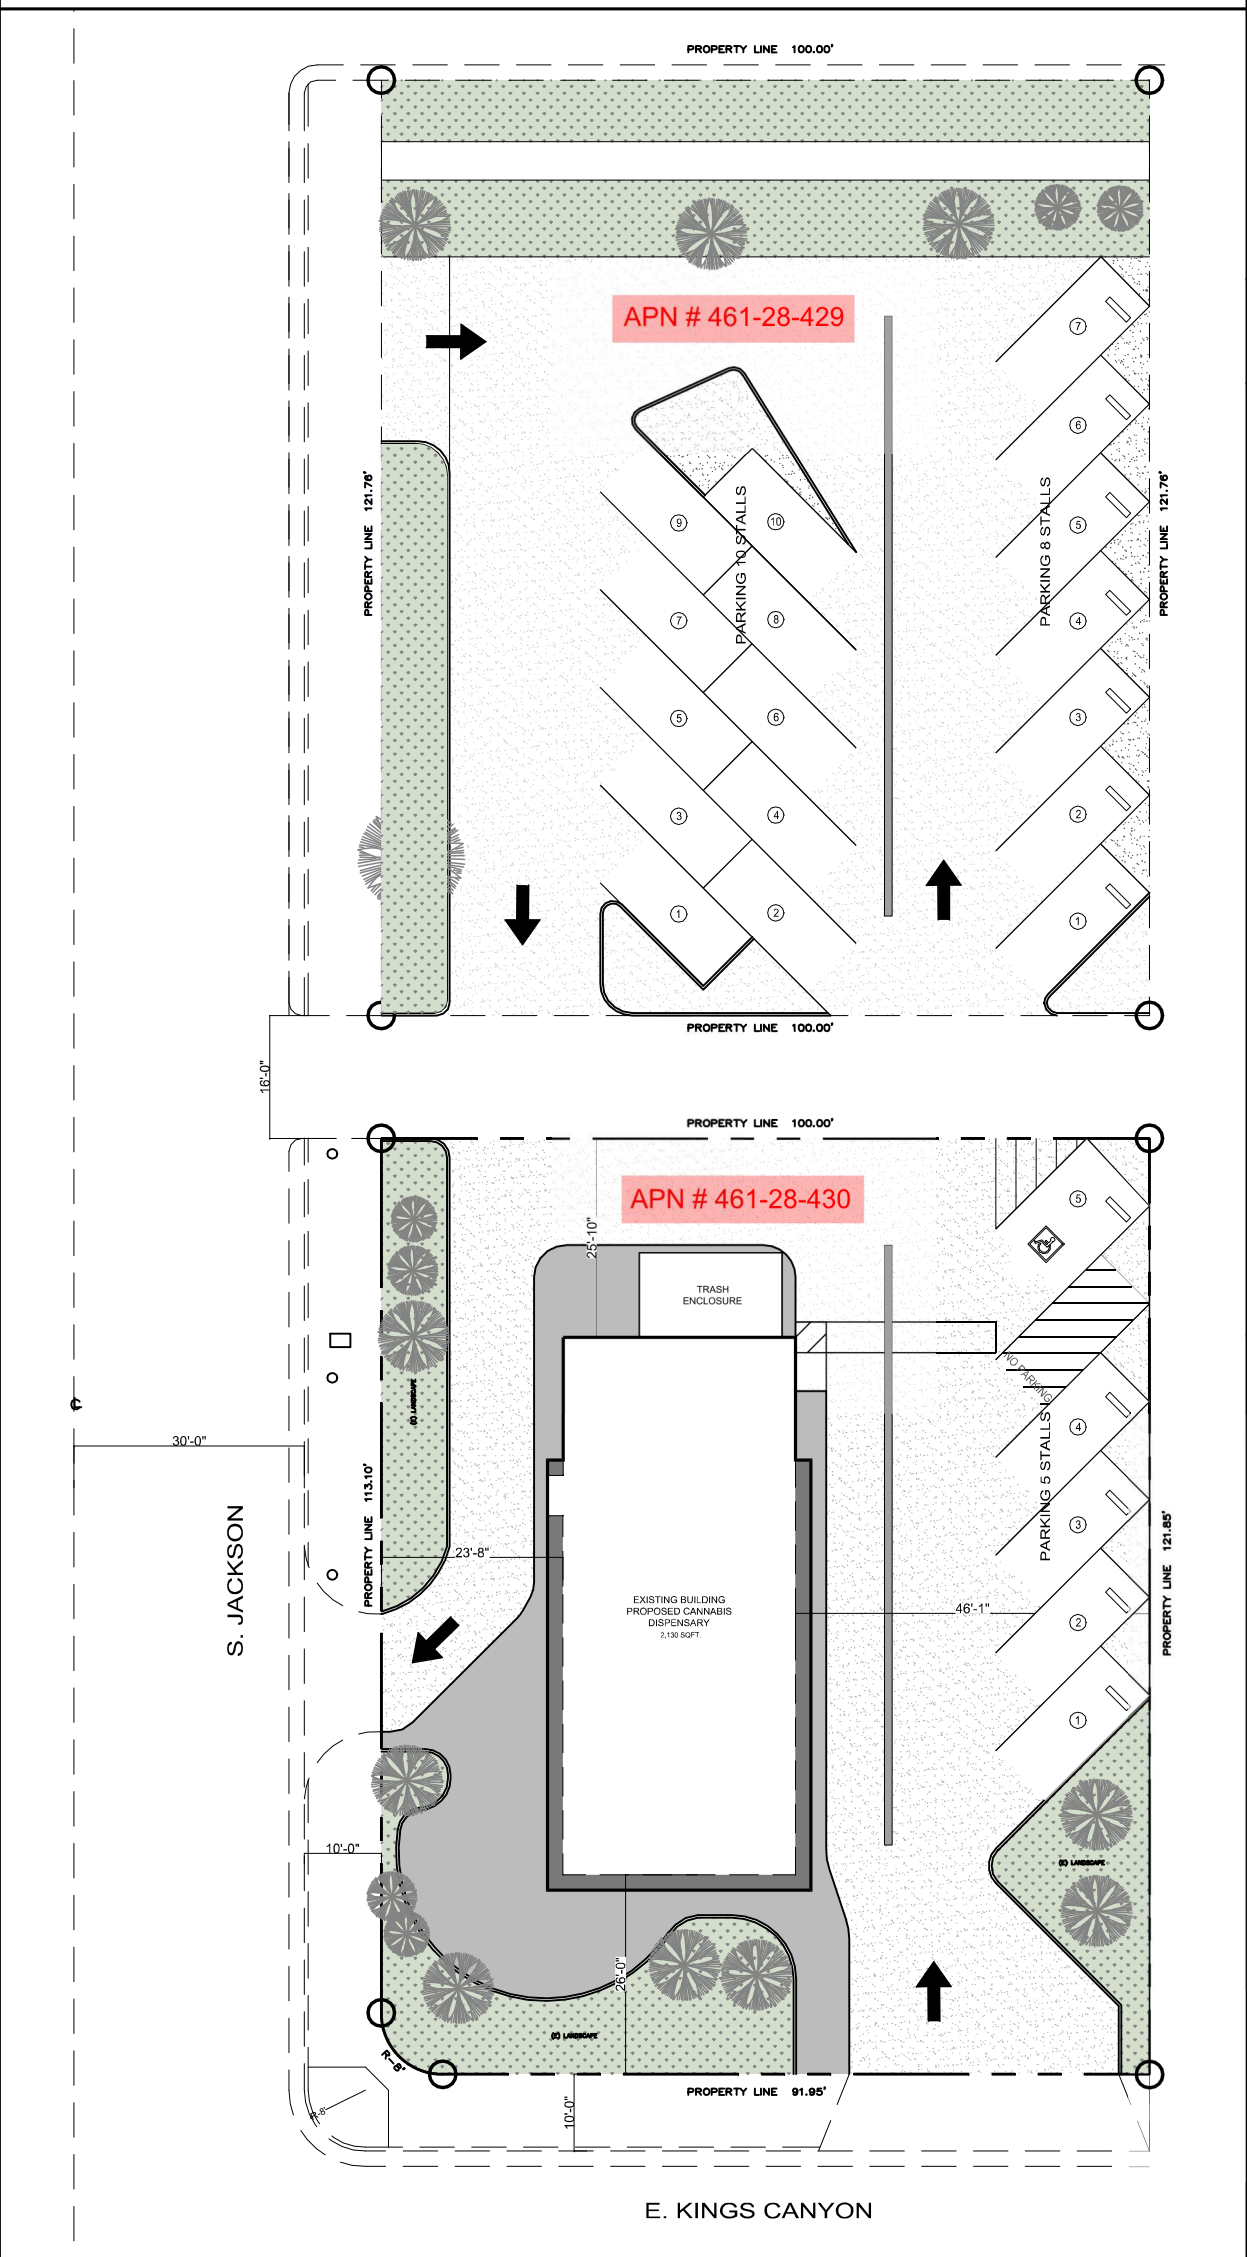 PROPERTY LINE 100.00'
APN # 461-28-429
7
6
5
4
3
2
1
PARKING 8 STALLS
PROPERTY LINE 121.76'
PROPERTY LINE 121.76'
9
10
7
8
5
6
3
4
1
2
PARKING 10 STALLS
PROPERTY LINE 100.00'
16'-0"
PROPERTY LINE 100.00'
APN # 461-28-430
25'-10"
TRASH
ENCLOSURE
5
NO PARKING
4
3
2
1
PARKING 5 STALLS
(E) LANDSCAPE
30'-0"
S. JACKSON
PROPERTY LINE 113.10'
23'-8"
EXISTING BUILDING
PROPOSED CANNABIS
DISPENSARY
2,130 SQFT.
46'-1"
PROPERTY LINE 121.85'
10'-0"
(E) LANDSCAPE
26'-0"
(E) LANDSCAPE
R-8'
PROPERTY LINE 91.95'
10'-0"
E. KINGS CANYON